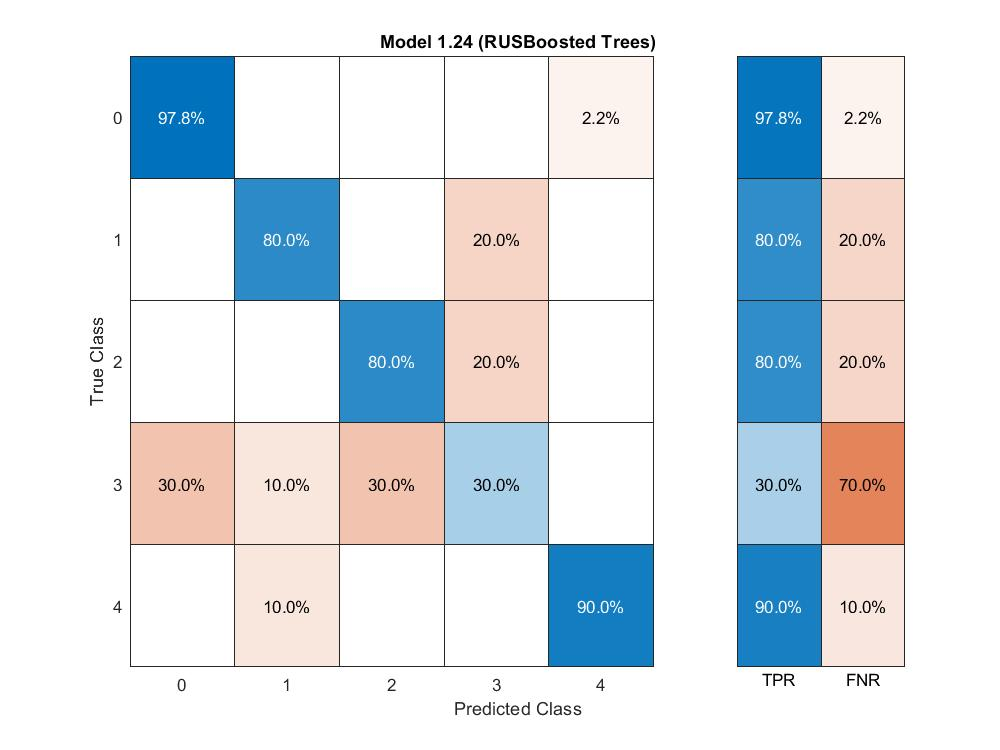 Model 1.24 (RUSBoosted Trees)
0 97.8% 2.2% 97.8% 2.2%
1 80.0% 20.0% 80.0% 20.0%
True Class
2 80.0% 20.0% 80.0% 20.0%
3 30.0% 10.0% 30.0% 30.0% 30.0% 70.0%
4 10.0% 90.0% 90.0% 10.0%
0 1 2 3 4 TPR FNR
Predicted Class